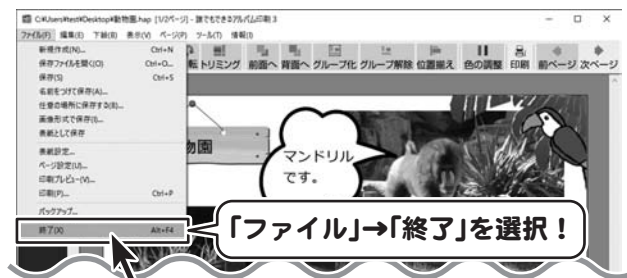 C:¥Users¥test¥Desktop¥動物園.hap [1/2ページ] - 誰でもできるアルバム印刷 3
ファイル(F) 編集(E) 下絵(B) 表示(V) ページ(P) ツール(T) 情報(I)
新規作成(N)... Ctrl+N
保存ファイルを開く(O) Ctrl+O...
保存(S) Ctrl+S
名前をつけて保存(A)...
任意の場所に保存する(B)...
画像形式で保存(I)...
表紙として保存
表紙設定...
ページ設定(U)...
印刷プレビュー(V)...
印刷(P)... Ctrl+P
バックアップ...
終了(X) Alt+F4
転 トリミング 前面へ 背面へ グループ化 グループ解除 位置揃え 色の調整 印刷 前ページ 次ページ
物園
マンドリル
です。
「ファイル」→「終了」を選択！